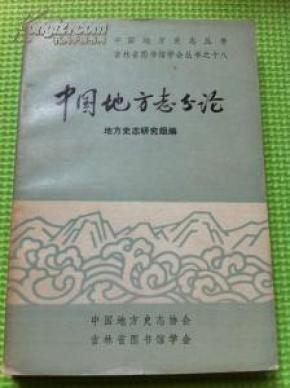 中国地方史志丛书
吉林省图书馆学会丛书之十八
中国地方志分论
地方史志研究组编
中国地方史志协会
吉林省图书馆学会